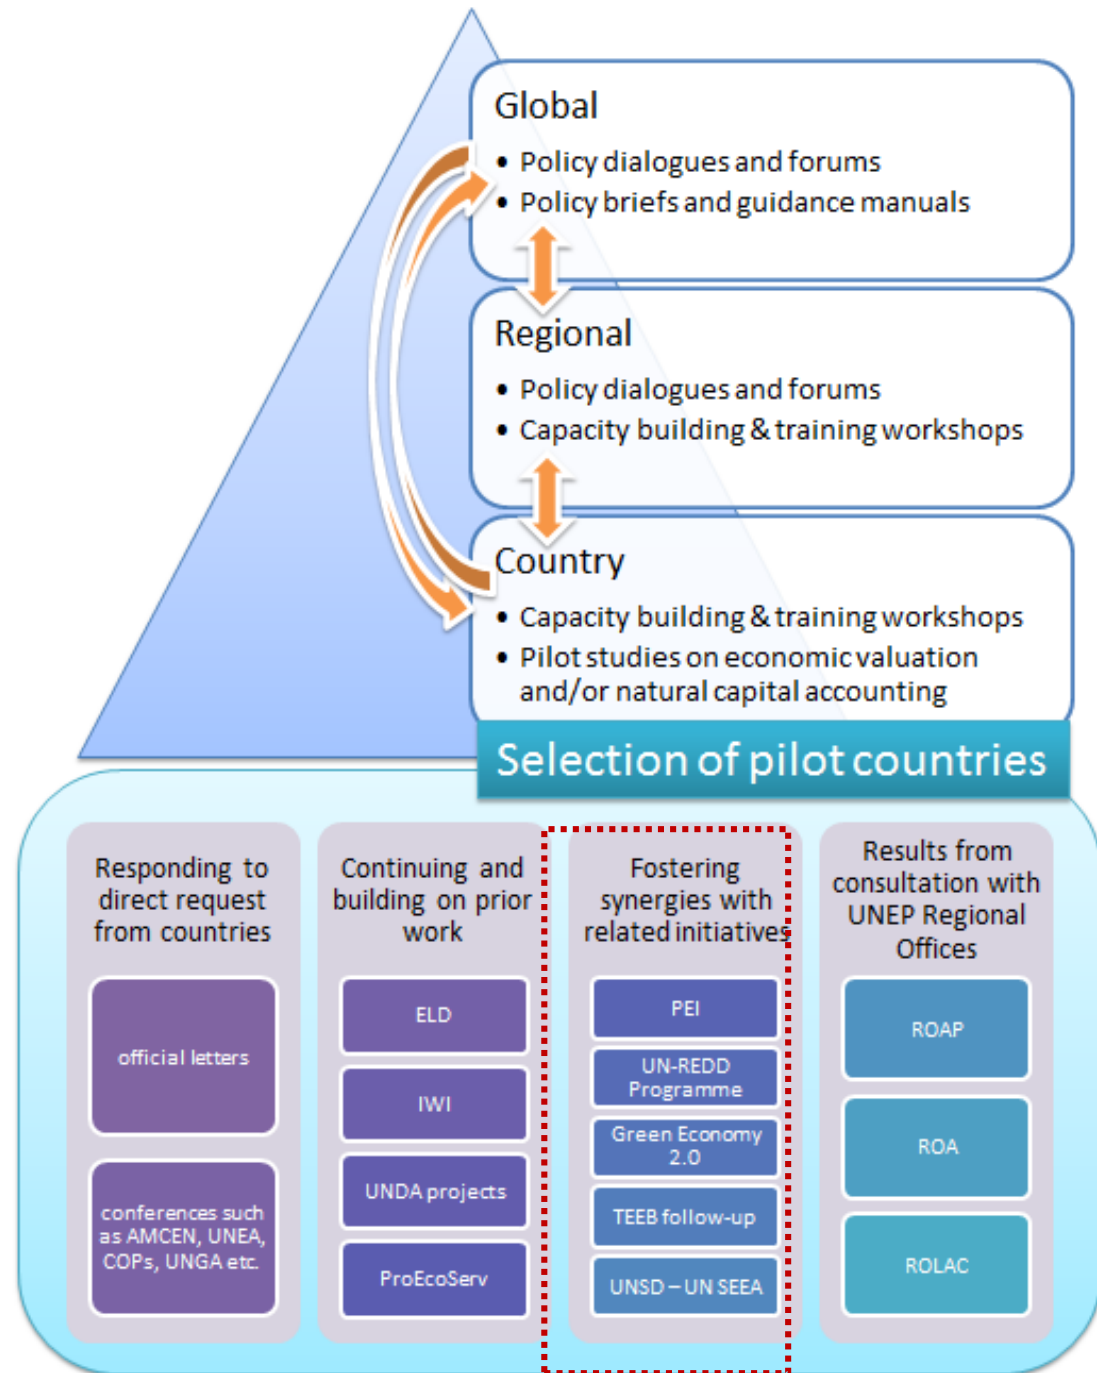 Global
• Policy dialogues and forums
• Policy briefs and guidance manuals
Regional
• Policy dialogues and forums
• Capacity building & training workshops
Country
• Capacity building & training workshops
• Pilot studies on economic valuation
and/or natural capital accounting
Selection of pilot countries
Responding to
direct request
from countries
official letters
conferences such
as AMCEN, UNEA,
COPs, UNGA etc.
Continuing and
building on prior
work
ELD
IWI
UNDA projects
ProEcoServ
Fostering
synergies with
related initiatives
PEI
UN-REDD
Programme
Green Economy
2.0
TEEB follow-up
UNSD – UN SEEA
Results from
consultation with
UNEP Regional
Offices
ROAP
ROA
ROLAC